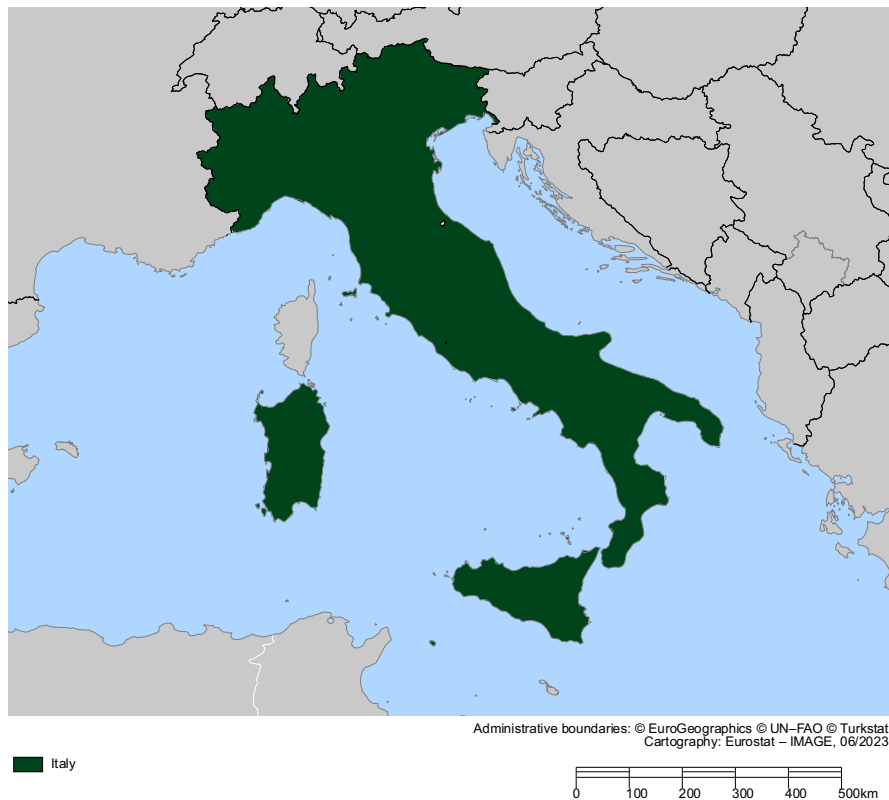 Administrative boundaries: © EuroGeographics © UN–FAO © Turkstat
Cartography: Eurostat – IMAGE, 06/2023
Italy
0 100 200 300 400 500km